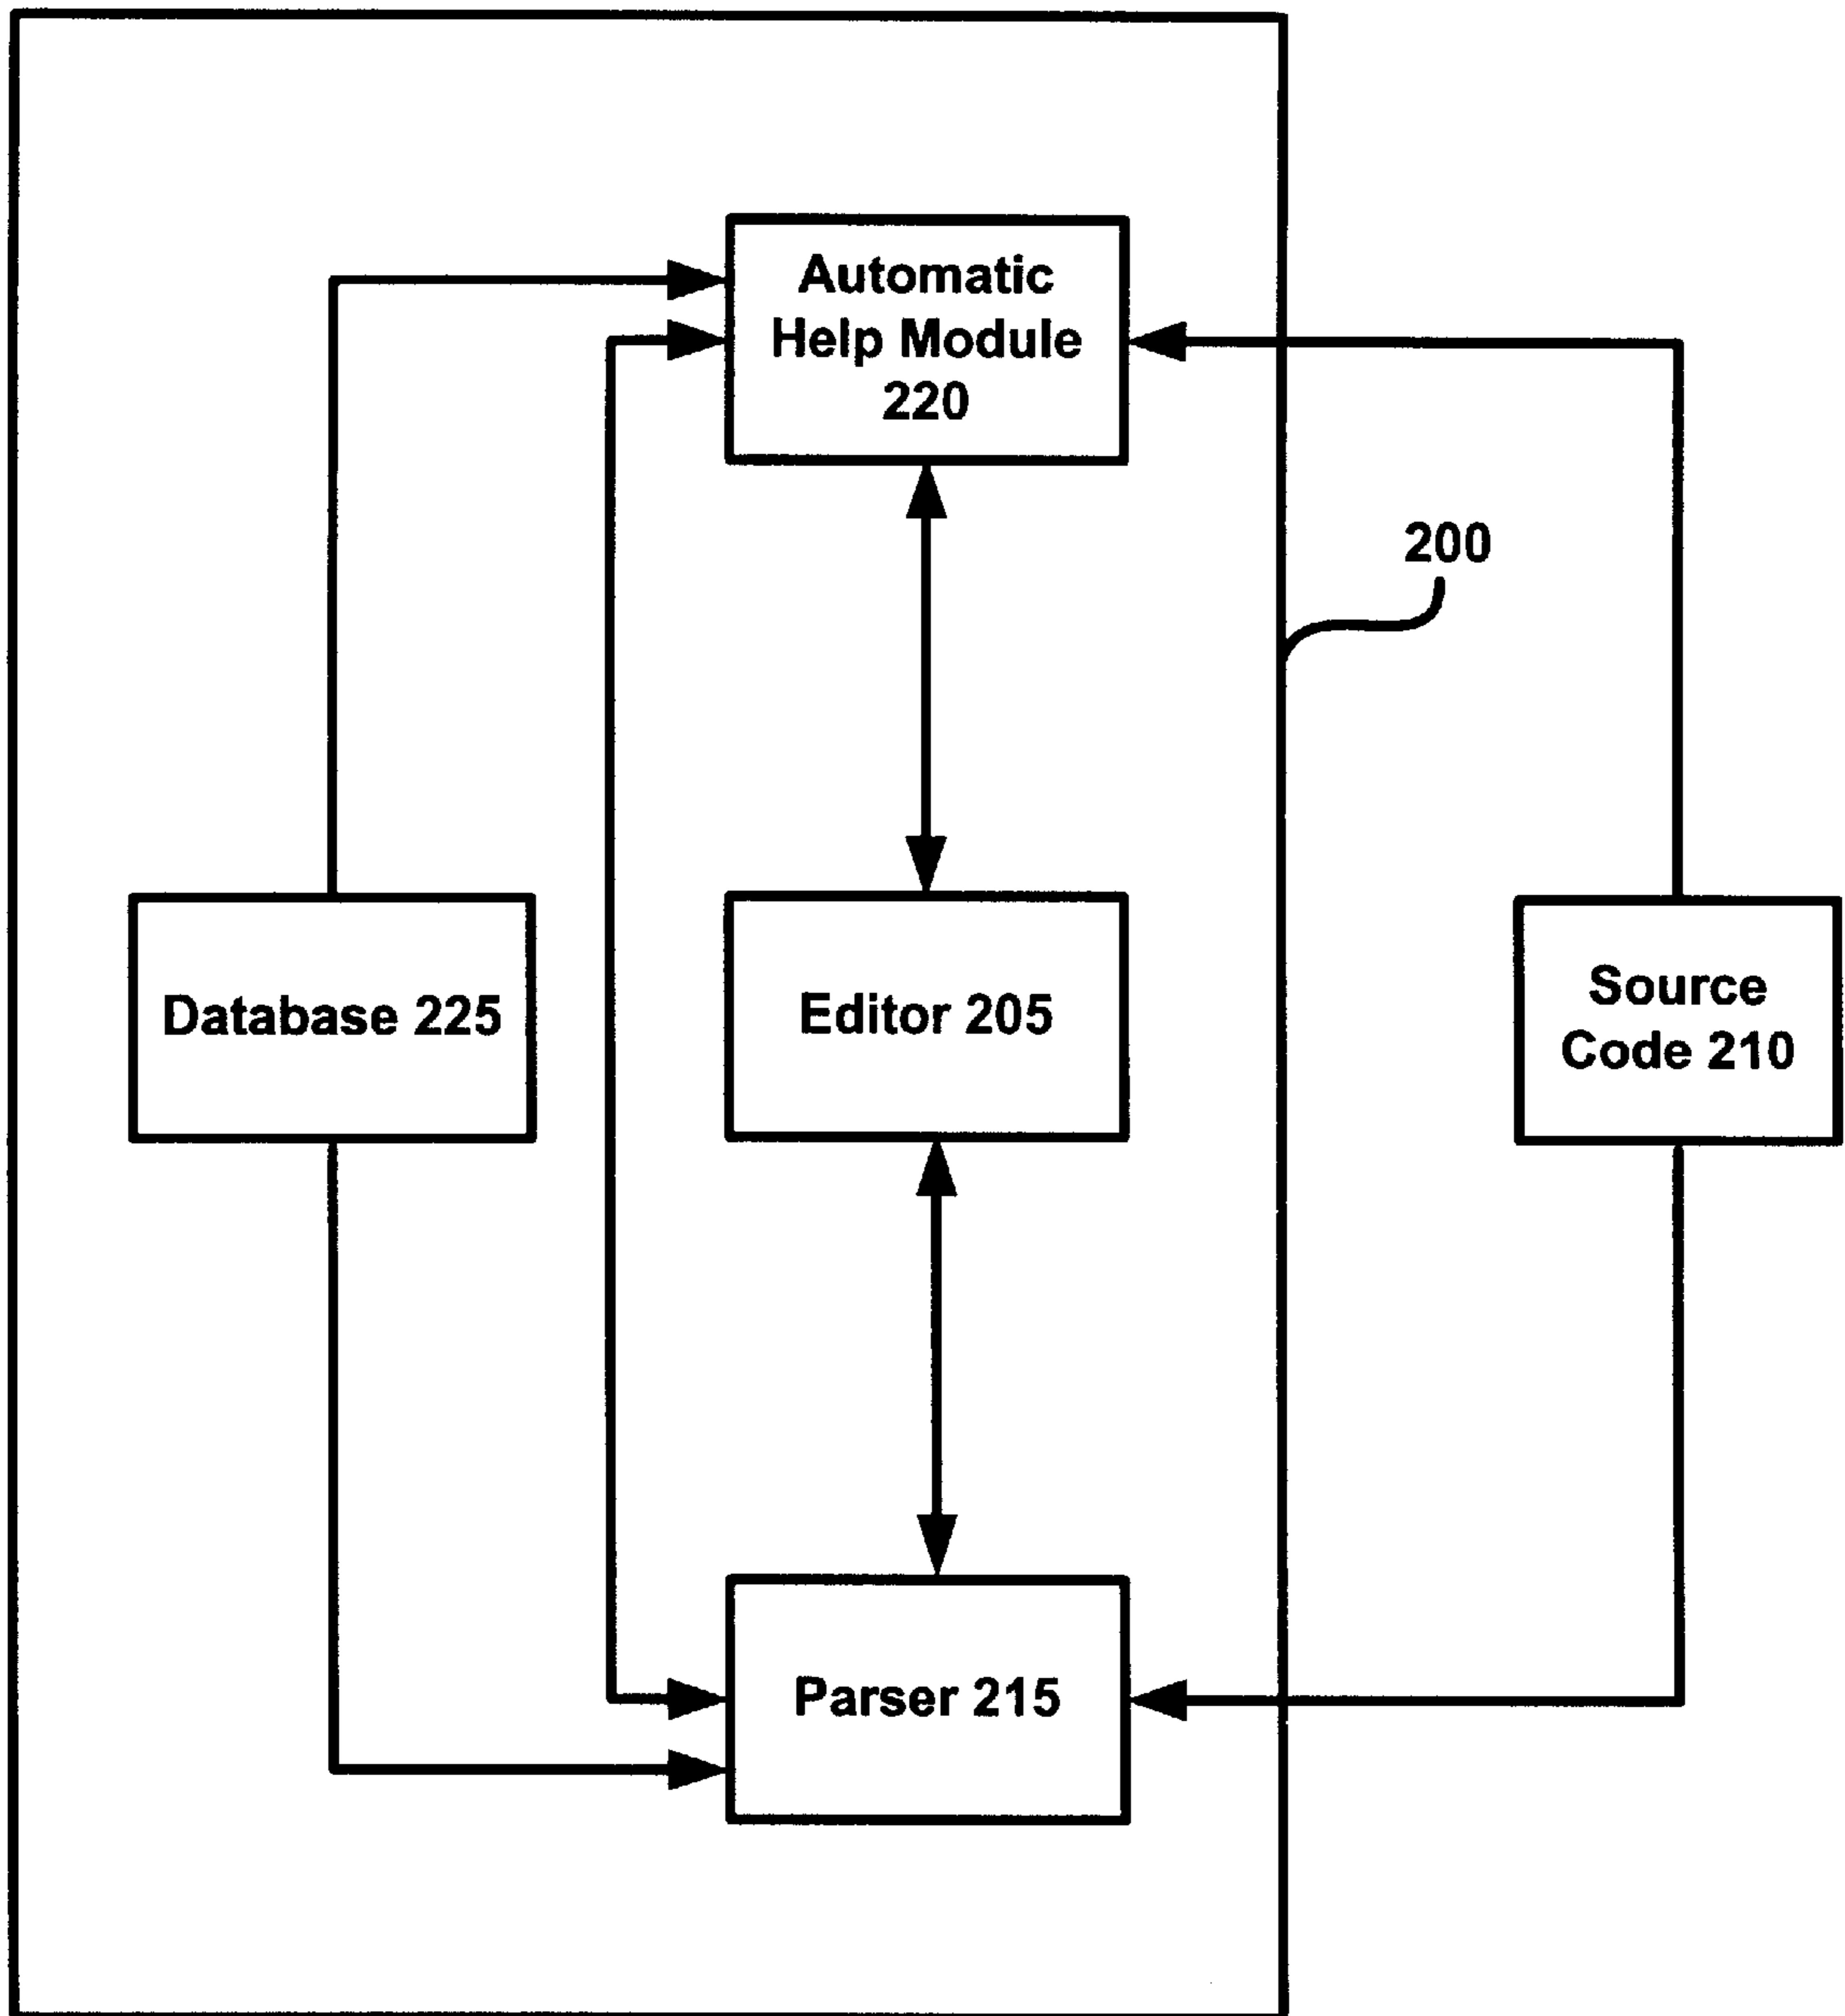 Automatic
Help Module
220
200
Database 225
Editor 205
Source
Code 210
Parser 215